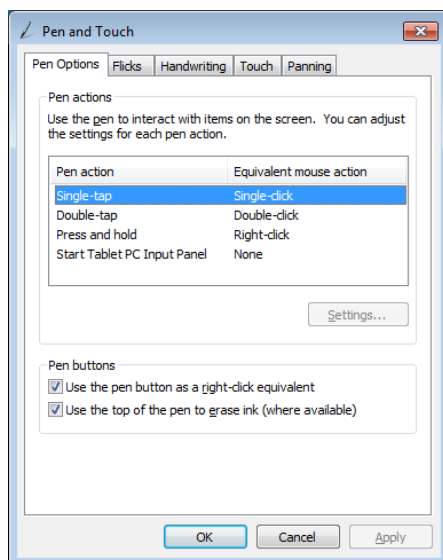 Pen and Touch
Pen Options Flicks Handwriting Touch Panning
Pen actions
Use the pen to interact with items on the screen. You can adjust
the settings for each pen action.
Pen action Equivalent mouse action
Single-tap Single-click
Double-tap Double-click
Press and hold Right-click
Start Tablet PC Input Panel None
Settings...
Pen buttons
Use the pen button as a right-click equivalent
Use the top of the pen to erase ink (where available)
OK Cancel Apply